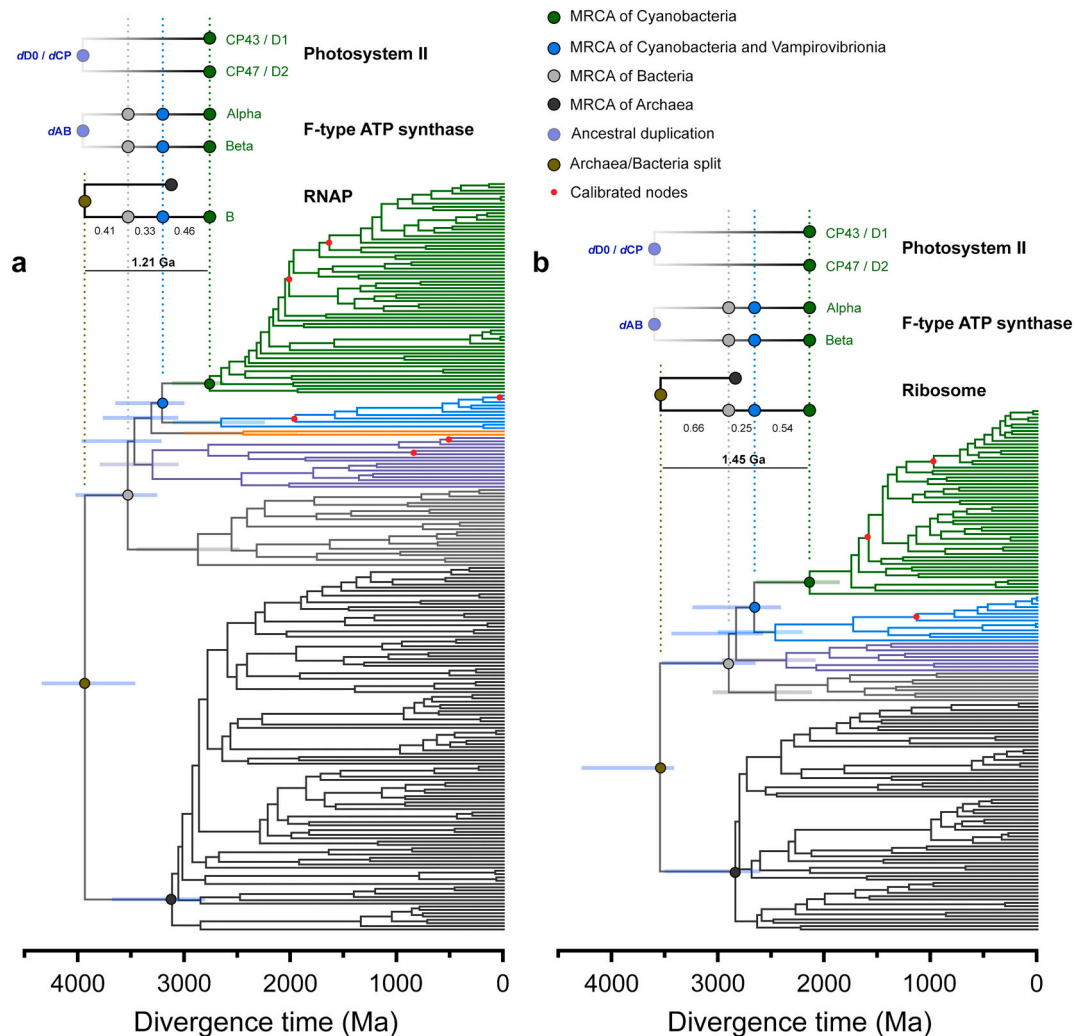 MRCA of Cyanobacteria
MRCA of Cyanobacteria and Vampirovibrionia
MRCA of Bacteria
MRCA of Archaea
Ancestral duplication
Archaea/Bacteria split
Calibrated nodes
a
dD0 / dCP
CP43 / D1
CP47 / D2
Photosystem II
dAB
Alpha
Beta
F-type ATP synthase
RNAP
B
0.41 0.33 0.46
1.21 Ga
4000 3000 2000 1000 0
Divergence time (Ma)
b
dD0 / dCP
CP43 / D1
CP47 / D2
Photosystem II
dAB
Alpha
Beta
F-type ATP synthase
Ribosome
0.66 0.25 0.54
1.45 Ga
4000 3000 2000 1000 0
Divergence time (Ma)